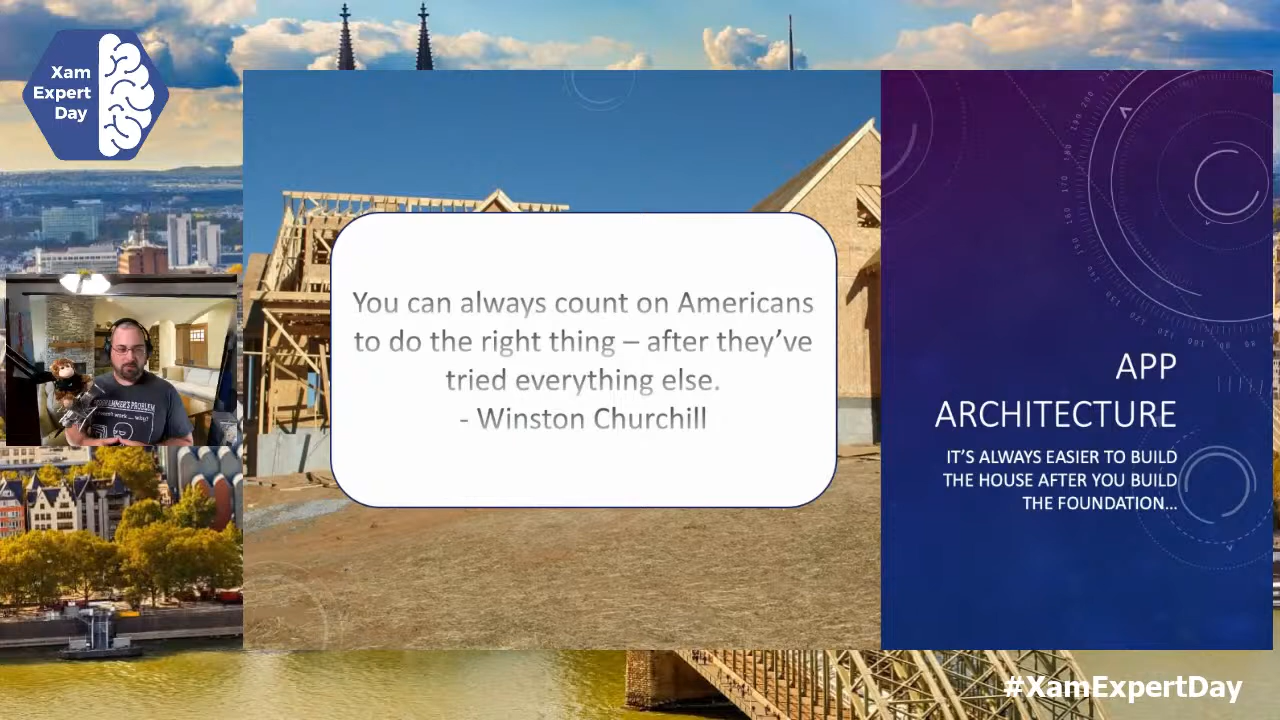 Xam
Expert
Day
You can always count on Americans
to do the right thing – after they've
tried everything else.
- Winston Churchill
APP
ARCHITECTURE
IT'S ALWAYS EASIER TO BUILD
THE HOUSE AFTER YOU BUILD
THE FOUNDATION...
#XamExpertDay